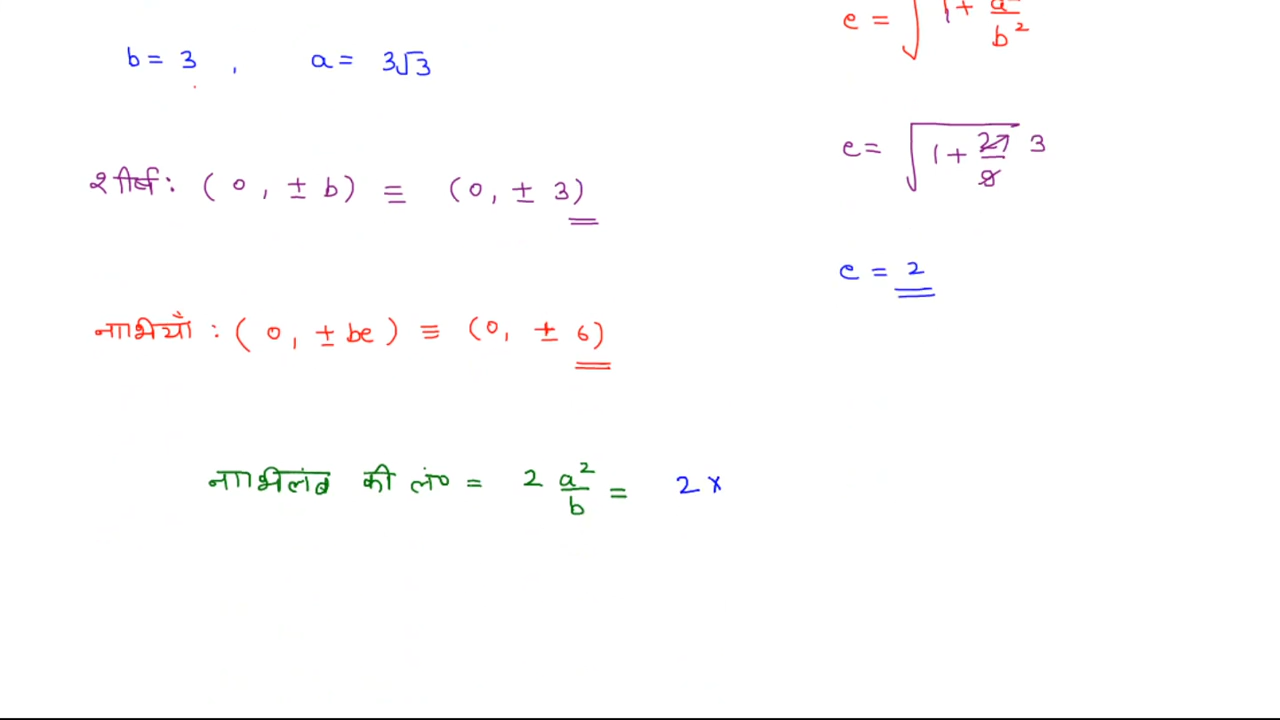 e = √(1 + a²/b²)
b = 3 , a = 3√3
e = √(1 + 27/9) 3
शीर्ष : ( 0 , ± b ) ≡ ( 0 , ± 3 )
e = 2
नाभियाँ : ( 0 , ± be ) ≡ ( 0 , ± 6 )
नाभिलंब की लं० = 2 a²/b = 2 ×